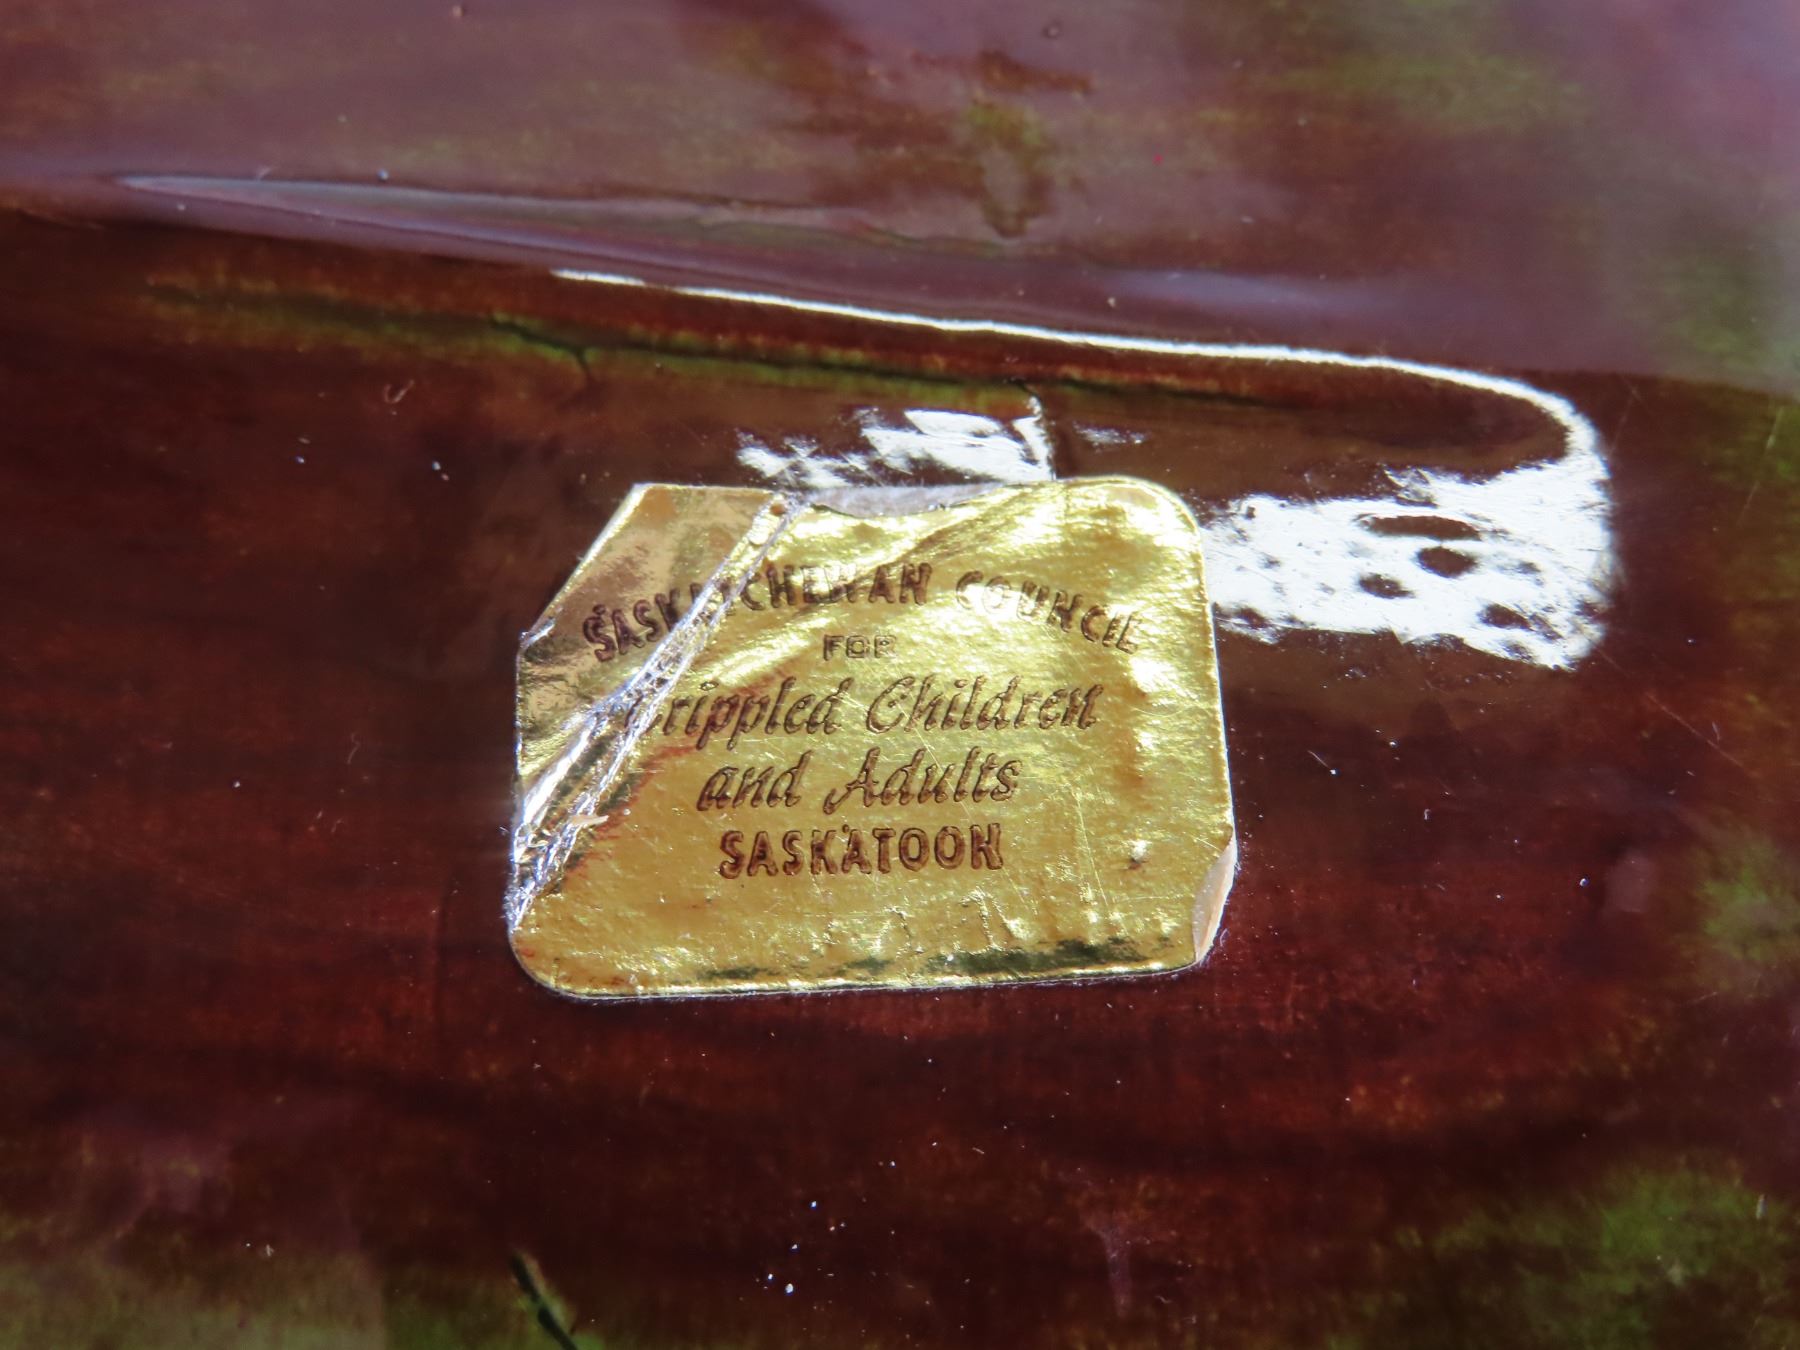 SASKATCHEWAN COUNCIL
FOR
Crippled Children
and Adults
SASKATOON